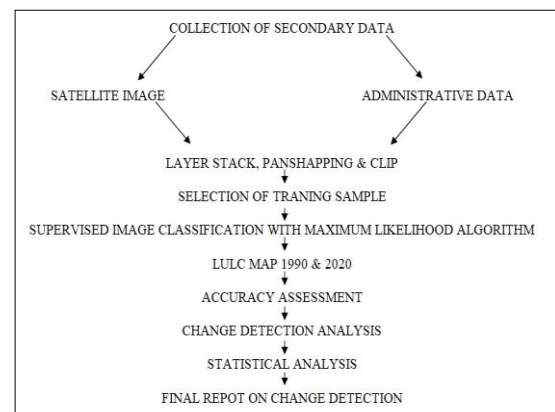 COLLECTION OF SECONDARY DATA
SATELLITE IMAGE
ADMINISTRATIVE DATA
LAYER STACK, PANSHAPPING & CLIP
SELECTION OF TRANING SAMPLE
SUPERVISED IMAGE CLASSIFICATION WITH MAXIMUM LIKELIHOOD ALGORITHM
LULC MAP 1990 & 2020
ACCURACY ASSESSMENT
CHANGE DETECTION ANALYSIS
STATISTICAL ANALYSIS
FINAL REPOT ON CHANGE DETECTION